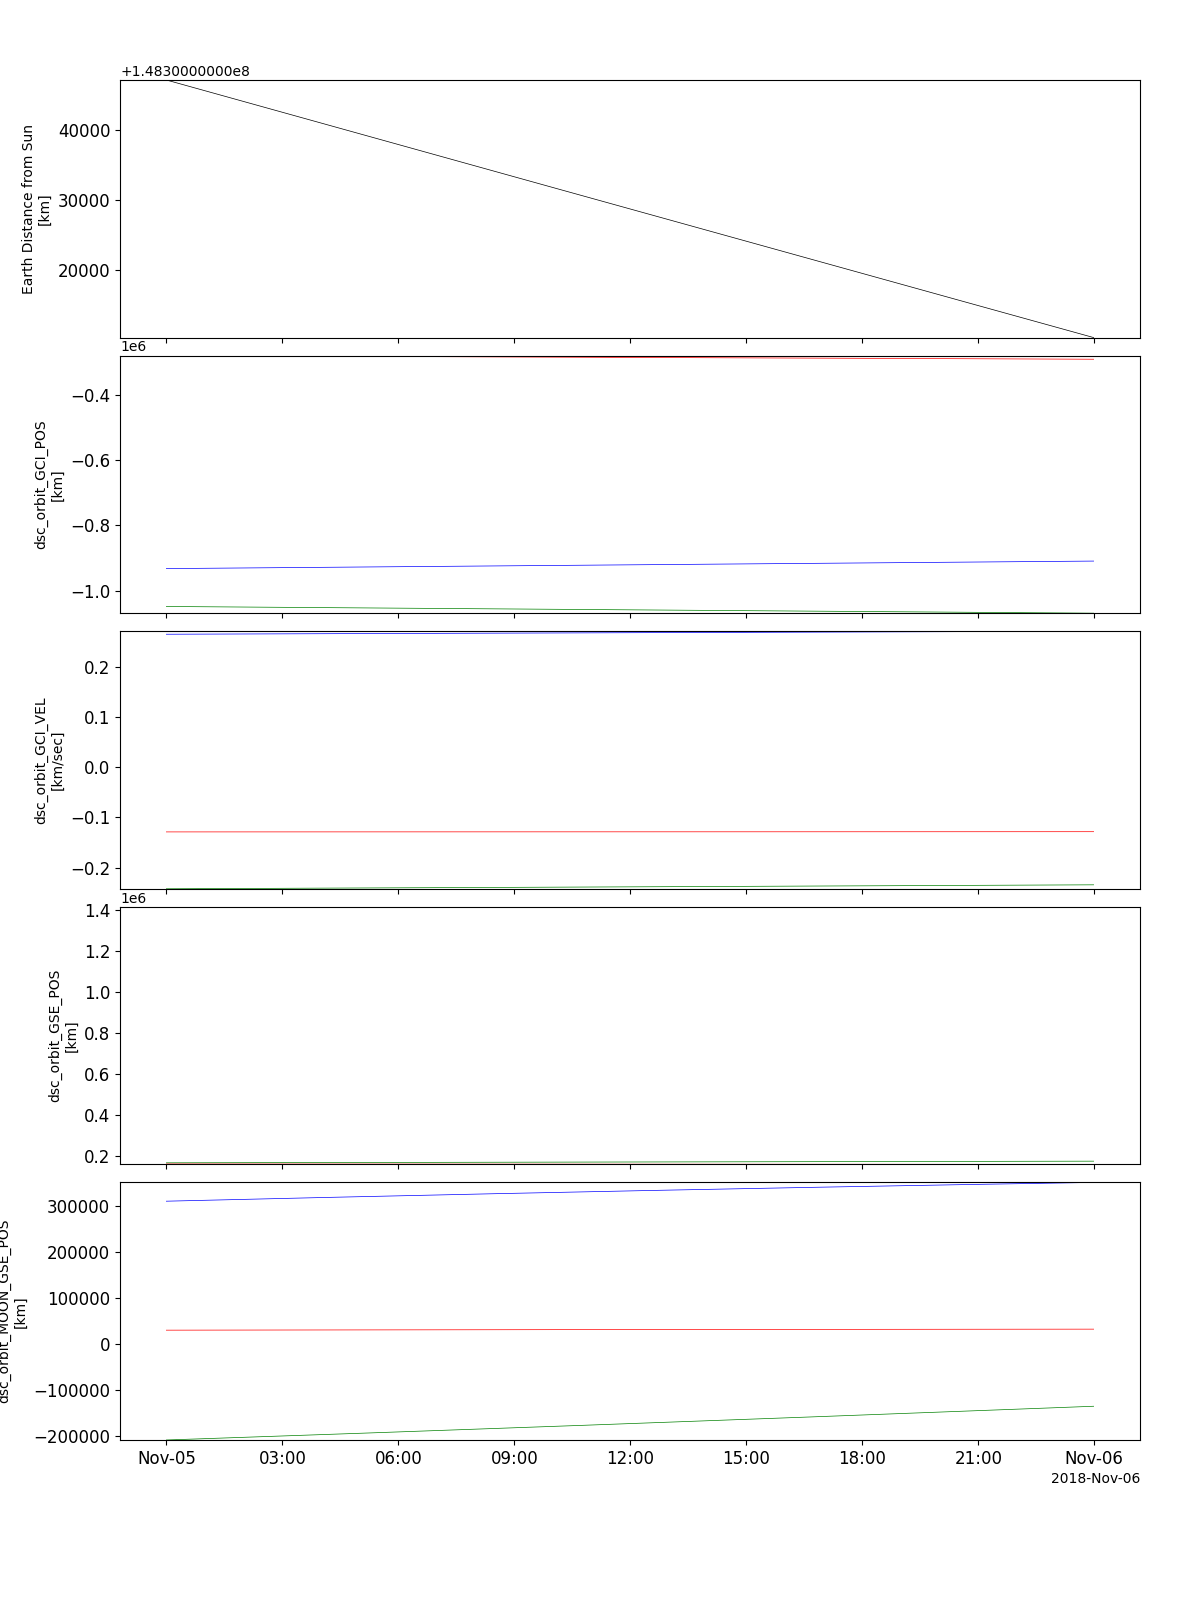 +1.4830000000e8
Earth Distance from Sun
[km]
40000
30000
20000
1e6
dsc_orbit_GCI_POS
[km]
−0.4
−0.6
−0.8
−1.0
dsc_orbit_GCI_VEL
[km/sec]
0.2
0.1
0.0
−0.1
−0.2
1e6
dsc_orbit_GSE_POS
[km]
1.4
1.2
1.0
0.8
0.6
0.4
0.2
dsc_orbit_MOON_GSE_POS
[km]
300000
200000
100000
0
−100000
−200000
Nov-05 03:00 06:00 09:00 12:00 15:00 18:00 21:00 Nov-06
2018-Nov-06